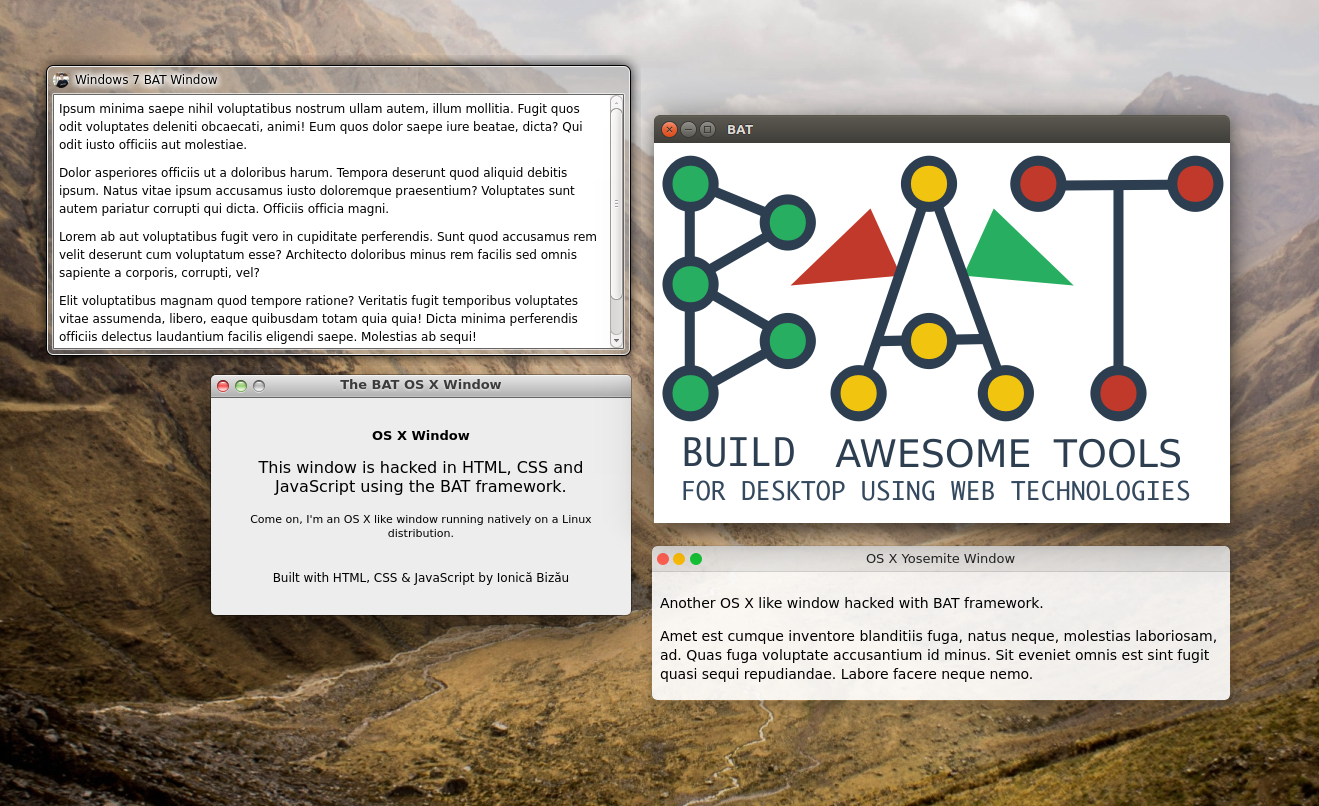 Windows 7 BAT Window
Ipsum minima saepe nihil voluptatibus nostrum ullam autem, illum mollitia. Fugit quos
odit voluptates deleniti obcaecati, animi! Eum quos dolor saepe iure beatae, dicta? Qui
odit iusto officiis aut molestiae.
Dolor asperiores officiis ut a doloribus harum. Tempora deserunt quod aliquid debitis
ipsum. Natus vitae ipsum accusamus iusto doloremque praesentium? Voluptates sunt
autem pariatur corrupti qui dicta. Officiis officia magni.
Lorem ab aut voluptatibus fugit vero in cupiditate perferendis. Sunt quod accusamus rem
velit deserunt cum voluptatum esse? Architecto doloribus minus rem facilis sed omnis
sapiente a corporis, corrupti, vel?
Elit voluptatibus magnam quod tempore ratione? Veritatis fugit temporibus voluptates
vitae assumenda, libero, eaque quibusdam totam quia quia! Dicta minima perferendis
officiis delectus laudantium facilis eligendi saepe. Molestias ab sequi!
The BAT OS X Window
OS X Window
This window is hacked in HTML, CSS and
JavaScript using the BAT framework.
Come on, I'm an OS X like window running natively on a Linux
distribution.
Built with HTML, CSS & JavaScript by Ionică Bizău
BAT
BAT
BUILD AWESOME TOOLS
FOR DESKTOP USING WEB TECHNOLOGIES
OS X Yosemite Window
Another OS X like window hacked with BAT framework.
Amet est cumque inventore blanditiis fuga, natus neque, molestias laboriosam,
ad. Quas fuga voluptate accusantium id minus. Sit eveniet omnis est sint fugit
quasi sequi repudiandae. Labore facere neque nemo.